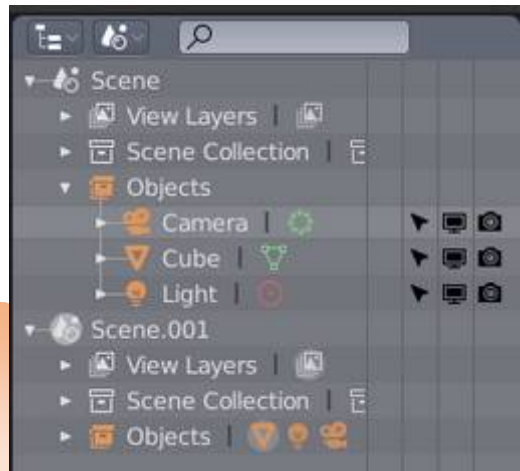 Scene
View Layers
Scene Collection
Objects
Camera
Cube
Light
Scene.001
View Layers
Scene Collection
Objects